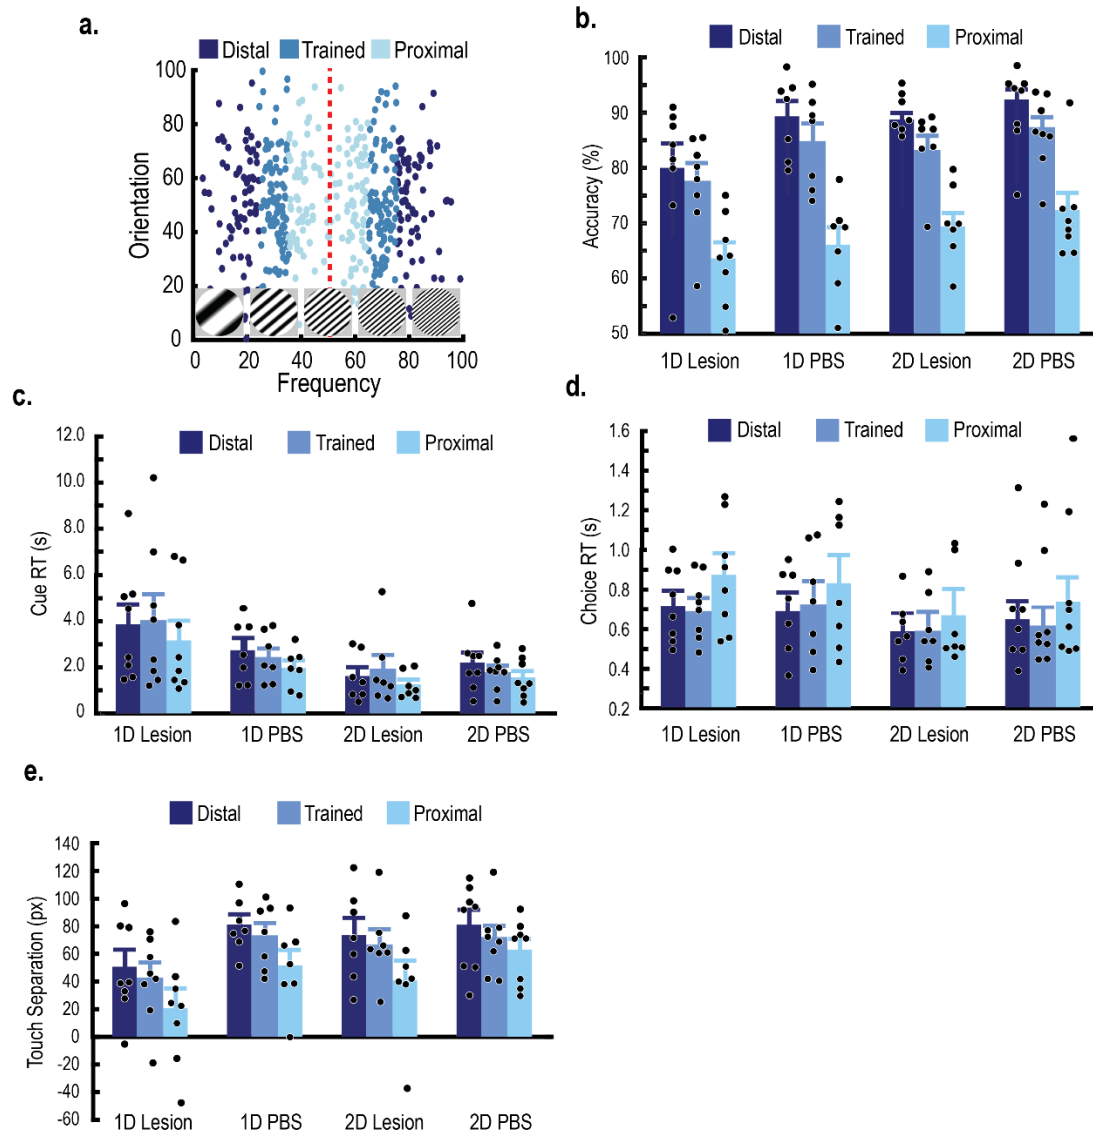 a.
Distal Trained Proximal
100
80
60
40
20
0
Orientation
0 20 40 60 80 100
Frequency
b.
Distal Trained Proximal
100
90
80
70
60
50
Accuracy (%)
1D Lesion 1D PBS 2D Lesion 2D PBS
c.
Distal Trained Proximal
12.0
10.0
8.0
6.0
4.0
2.0
0
Cue RT (s)
1D Lesion 1D PBS 2D Lesion 2D PBS
d.
Distal Trained Proximal
1.6
1.4
1.2
1.0
0.8
0.6
0.4
0.2
Choice RT (s)
1D Lesion 1D PBS 2D Lesion 2D PBS
e.
Distal Trained Proximal
140
120
100
80
60
40
20
0
-20
-40
-60
Touch Separation (px)
1D Lesion 1D PBS 2D Lesion 2D PBS